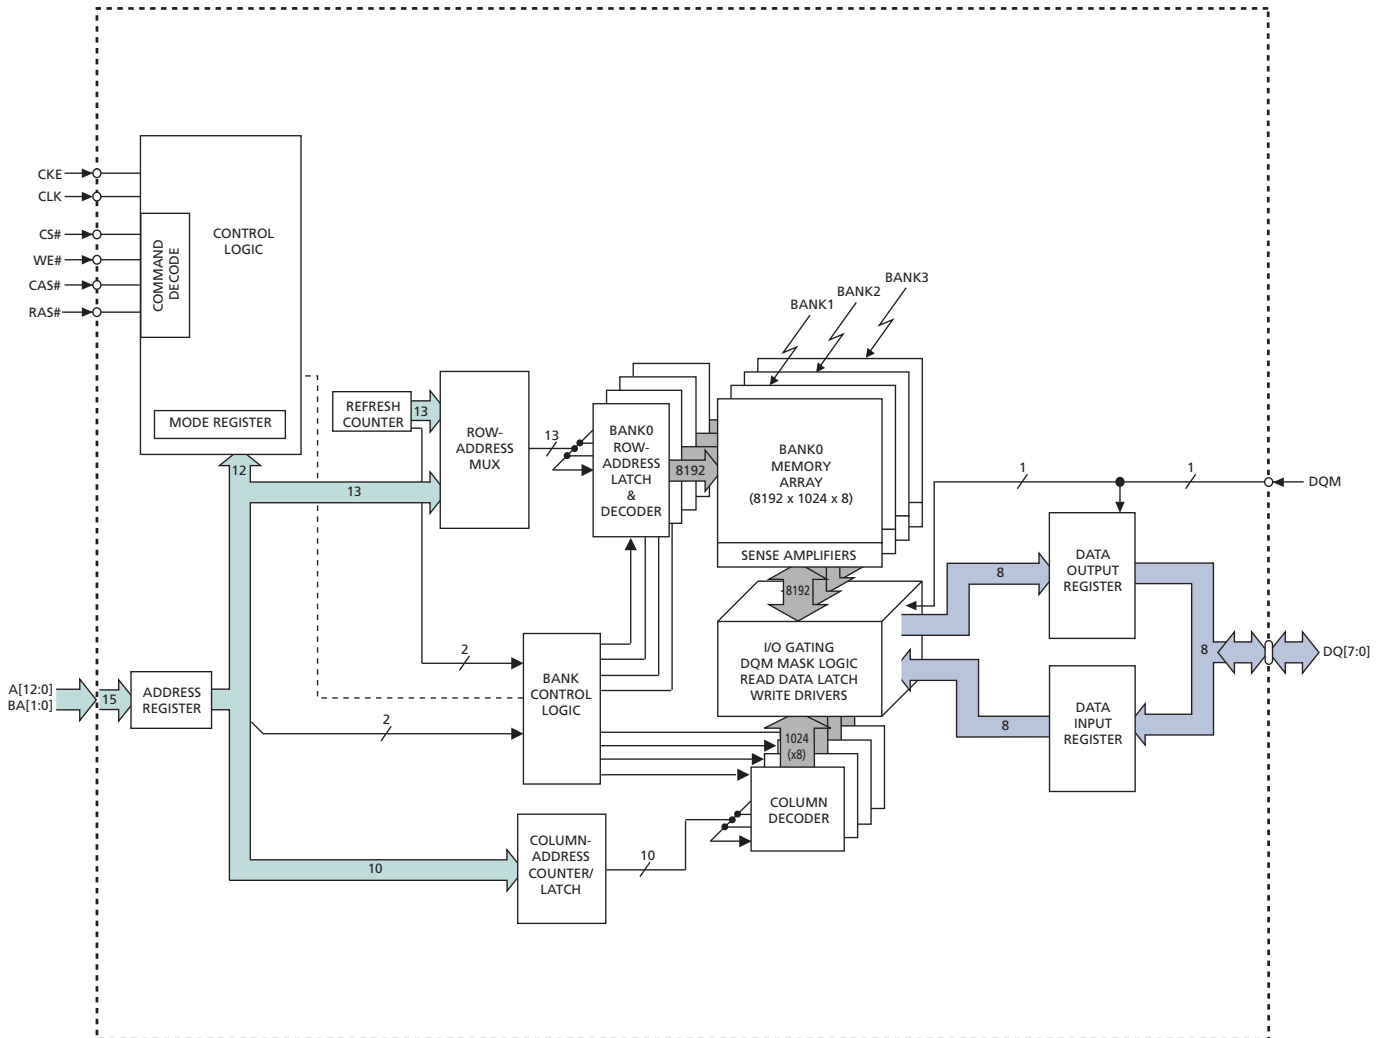 CKE
CLK
CS#
WE#
CAS#
RAS#
COMMAND
DECODE
CONTROL
LOGIC
MODE REGISTER
12
REFRESH
COUNTER
13
13
ROW-
ADDRESS
MUX
13
BANK0
ROW-
ADDRESS
LATCH
&
DECODER
8192
BANK1
BANK2
BANK3
BANK0
MEMORY
ARRAY
(8192 x 1024 x 8)
SENSE AMPLIFIERS
8192
I/O GATING
DQM MASK LOGIC
READ DATA LATCH
WRITE DRIVERS
1024
(x8)
COLUMN
DECODER
1
1
DQM
8
DATA
OUTPUT
REGISTER
8
DQ[7:0]
8
DATA
INPUT
REGISTER
A[12:0]
BA[1:0]
15
ADDRESS
REGISTER
2
2
BANK
CONTROL
LOGIC
10
COLUMN-
ADDRESS
COUNTER/
LATCH
10